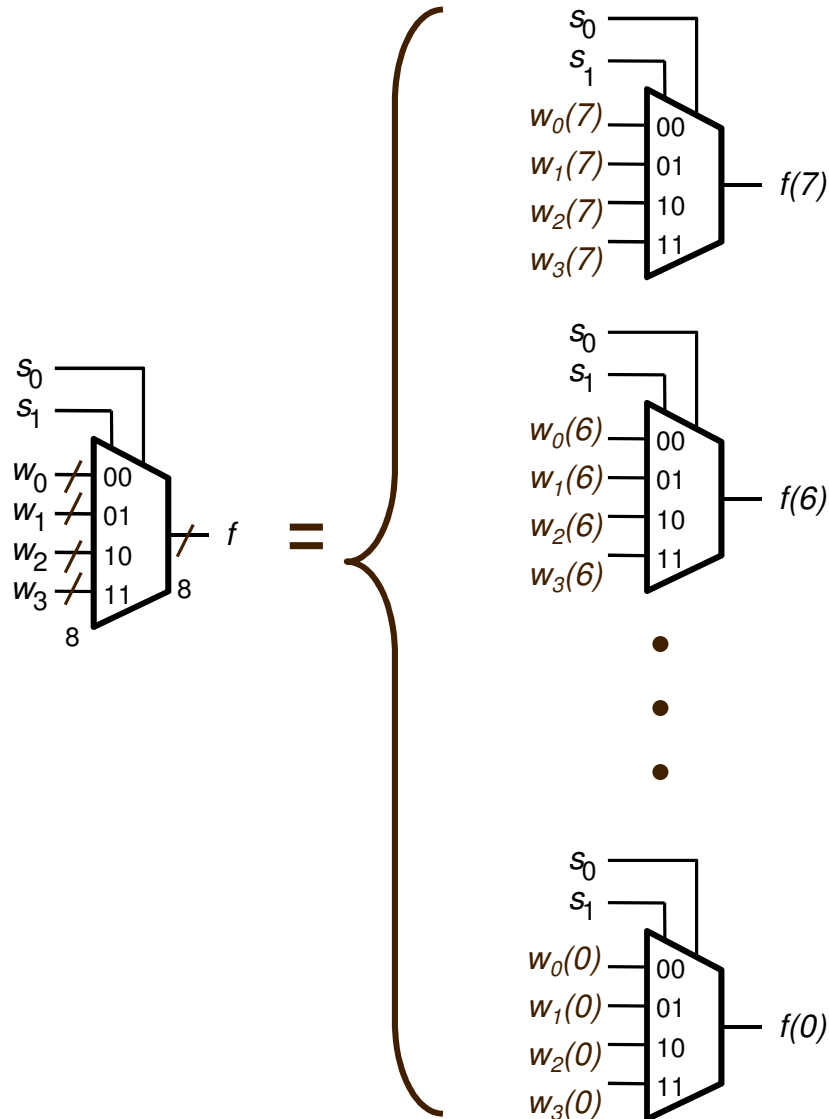 s0
s1
w0
w1
w2
w3
00
01
10
11
8
8
f
=
s0
s1
w0(7)
w1(7)
w2(7)
w3(7)
00
01
10
11
f(7)
s0
s1
w0(6)
w1(6)
w2(6)
w3(6)
00
01
10
11
f(6)
s0
s1
w0(0)
w1(0)
w2(0)
w3(0)
00
01
10
11
f(0)